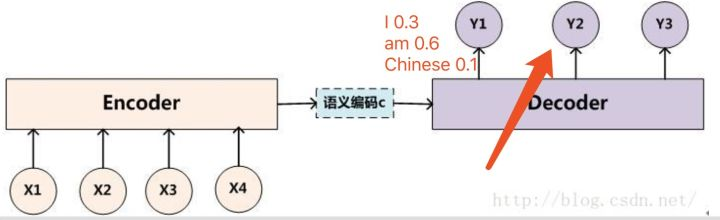 I 0.3
am 0.6
Chinese 0.1
Y1
Y2
Y3
Encoder
语义编码c
Decoder
X1
X2
X3
X4
http://blog.csdn.net/